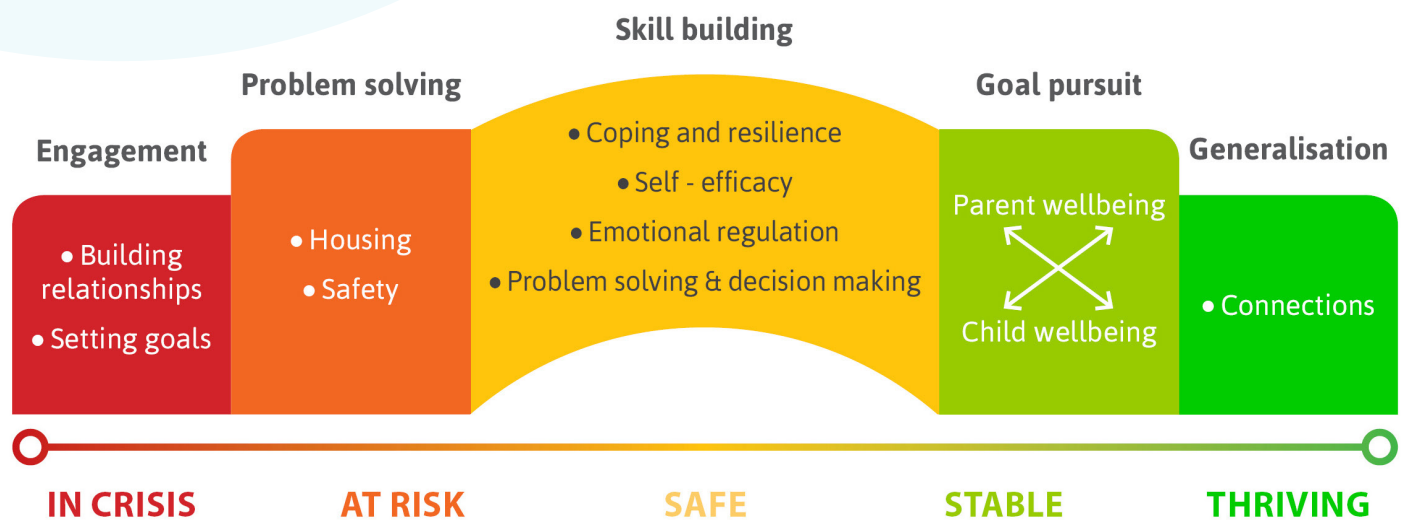 Skill building
Problem solving
Goal pursuit
Engagement
Generalisation
• Building
relationships
• Setting goals
• Housing
• Safety
• Coping and resilience
• Self - efficacy
• Emotional regulation
• Problem solving & decision making
Parent wellbeing
Child wellbeing
• Connections
IN CRISIS
AT RISK
SAFE
STABLE
THRIVING